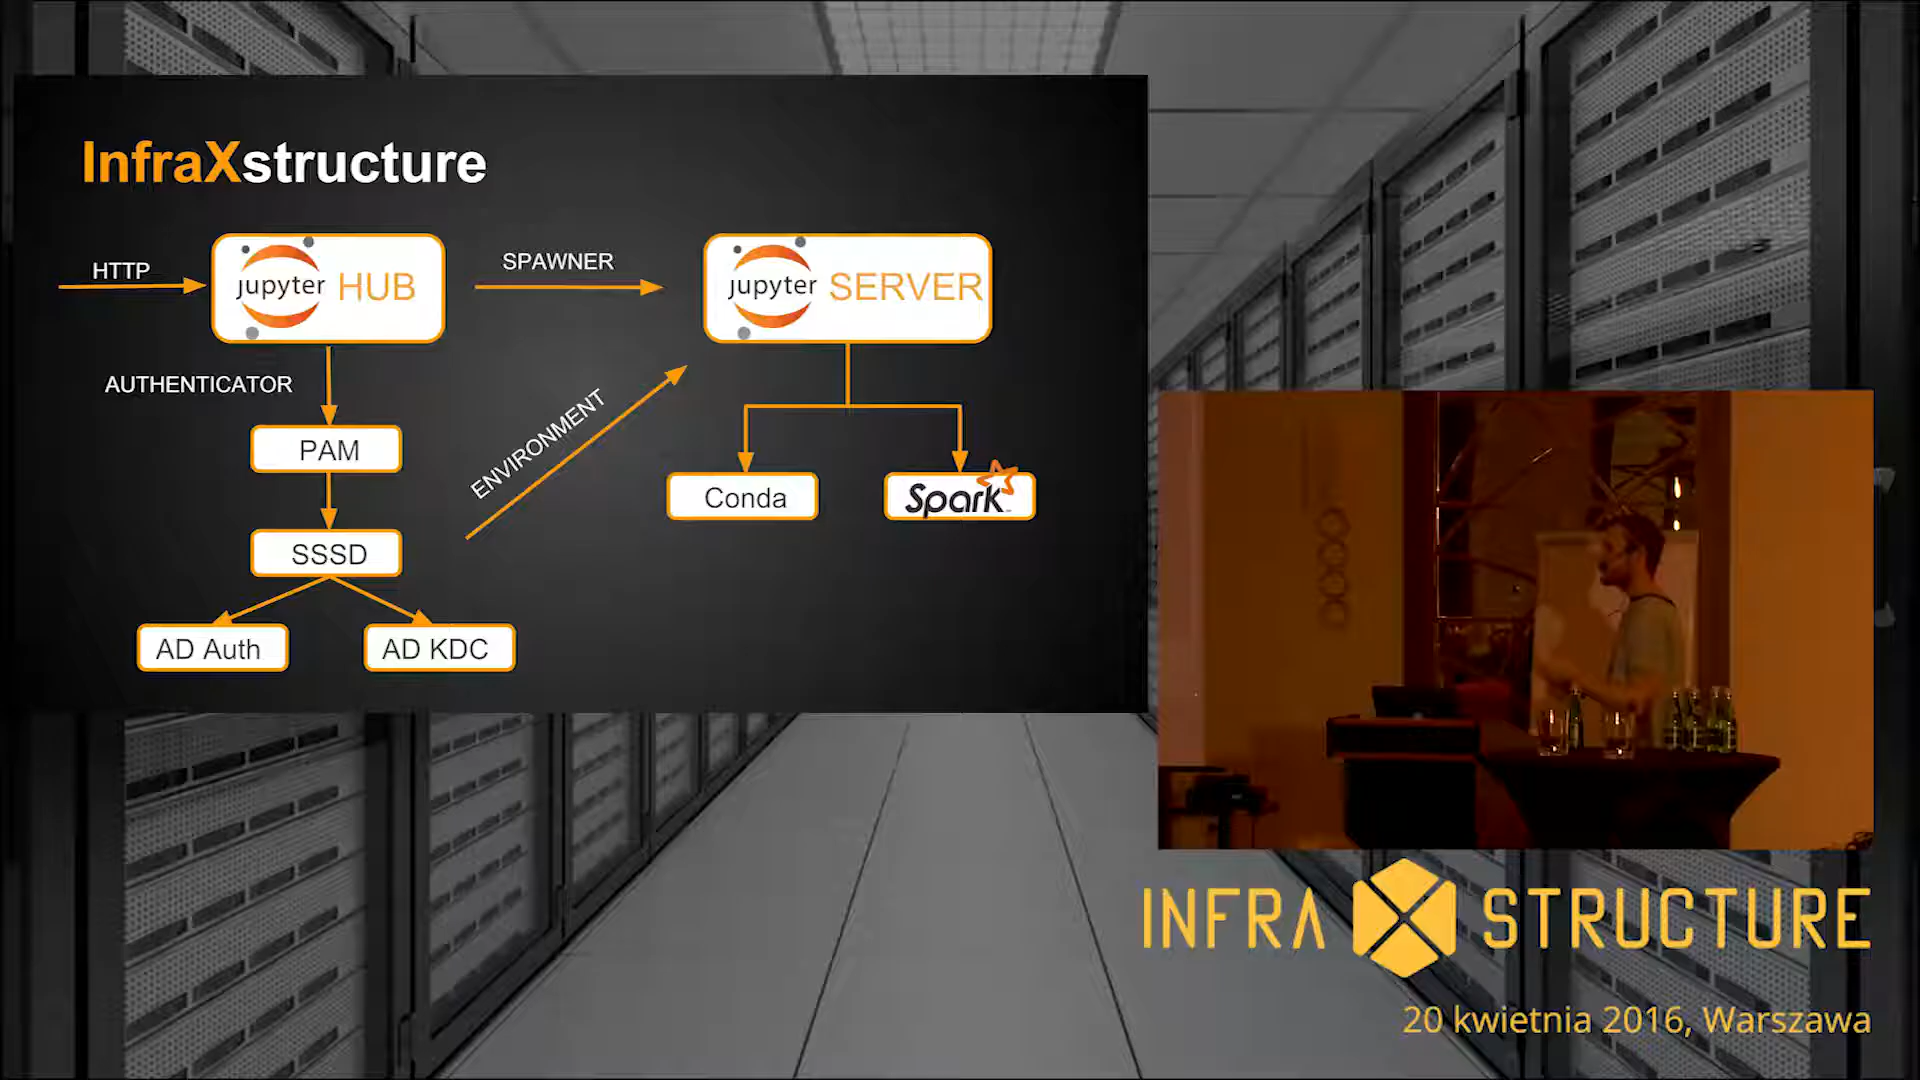 InfraXstructure
HTTP
jupyter HUB
SPAWNER
jupyter SERVER
AUTHENTICATOR
PAM
ENVIRONMENT
Conda
Spark
SSSD
AD Auth
AD KDC
INFRA X STRUCTURE
20 kwietnia 2016, Warszawa